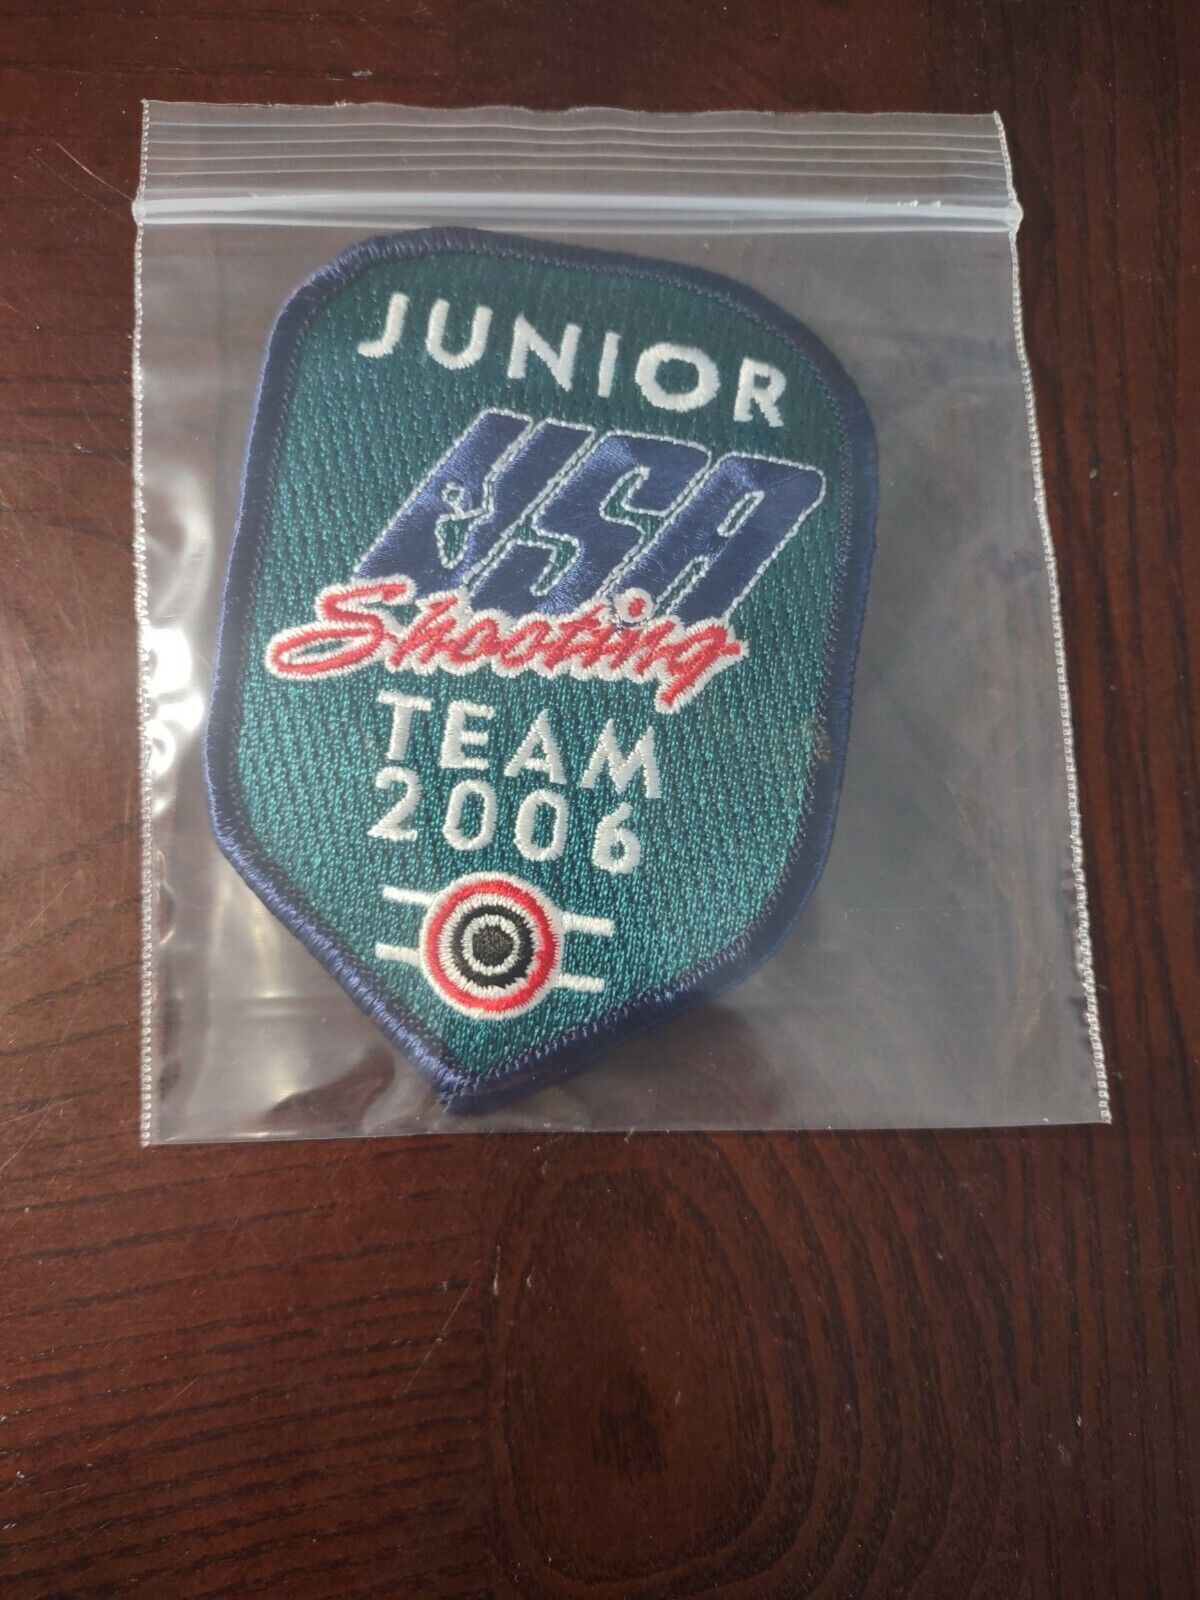 JUNIOR
USA
Shooting
TEAM
2006